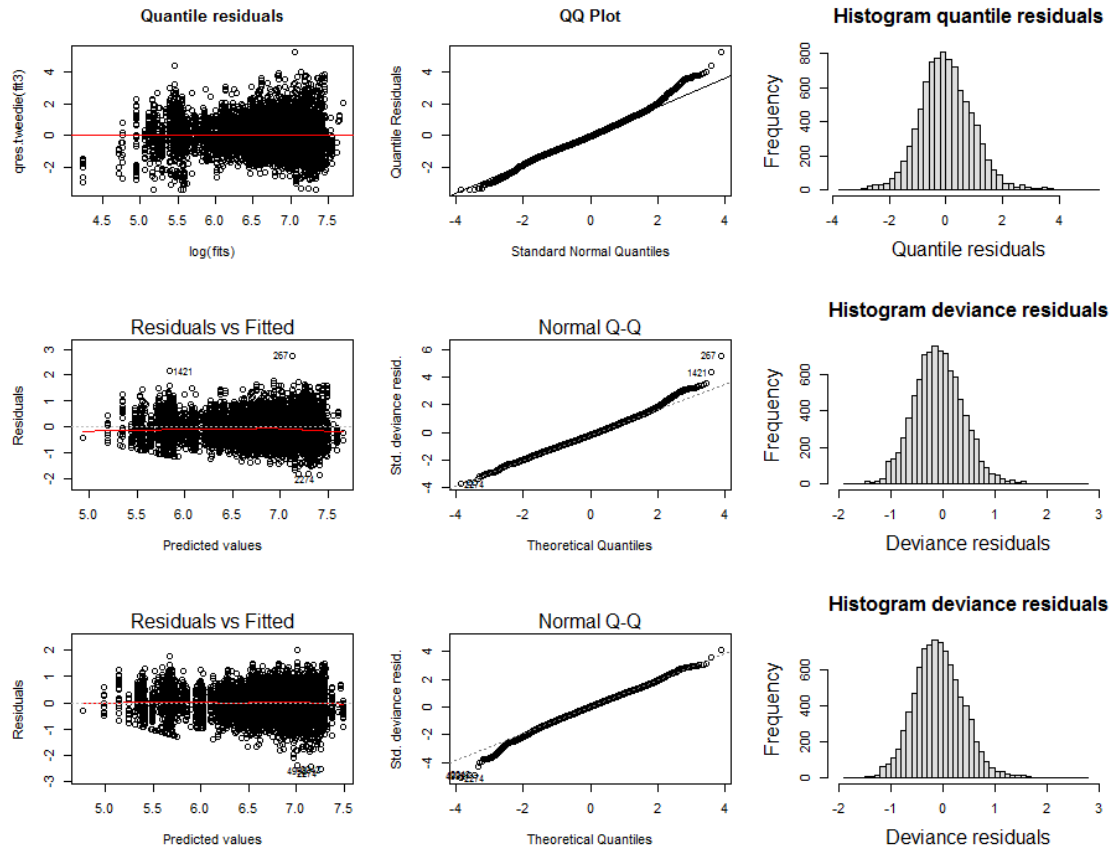 Quantile residuals
qres.tweedie(fit3)
4
2
0
-2
4.5 5.0 5.5 6.0 6.5 7.0 7.5
log(fits)
QQ Plot
Quantile Residuals
4
2
0
-2
-4 -2 0 2 4
Standard Normal Quantiles
Histogram quantile residuals
Frequency
800
600
400
200
0
-4 -2 0 2 4
Quantile residuals
Residuals vs Fitted
Residuals
3
2
1
0
-1
-2
267
1421
2274
5.0 5.5 6.0 6.5 7.0 7.5
Predicted values
Normal Q-Q
Std. deviance resid.
6
4
2
0
-2
-4
267
1421
2274
-4 -2 0 2 4
Theoretical Quantiles
Histogram deviance residuals
Frequency
600
400
200
0
-2 -1 0 1 2 3
Deviance residuals
Residuals vs Fitted
Residuals
2
1
0
-1
-2
-3
2274
5.0 5.5 6.0 6.5 7.0 7.5
Predicted values
Normal Q-Q
Std. deviance resid.
4
2
0
-2
-4
2274
-4 -2 0 2 4
Theoretical Quantiles
Histogram deviance residuals
Frequency
600
400
200
0
-2 -1 0 1 2 3
Deviance residuals